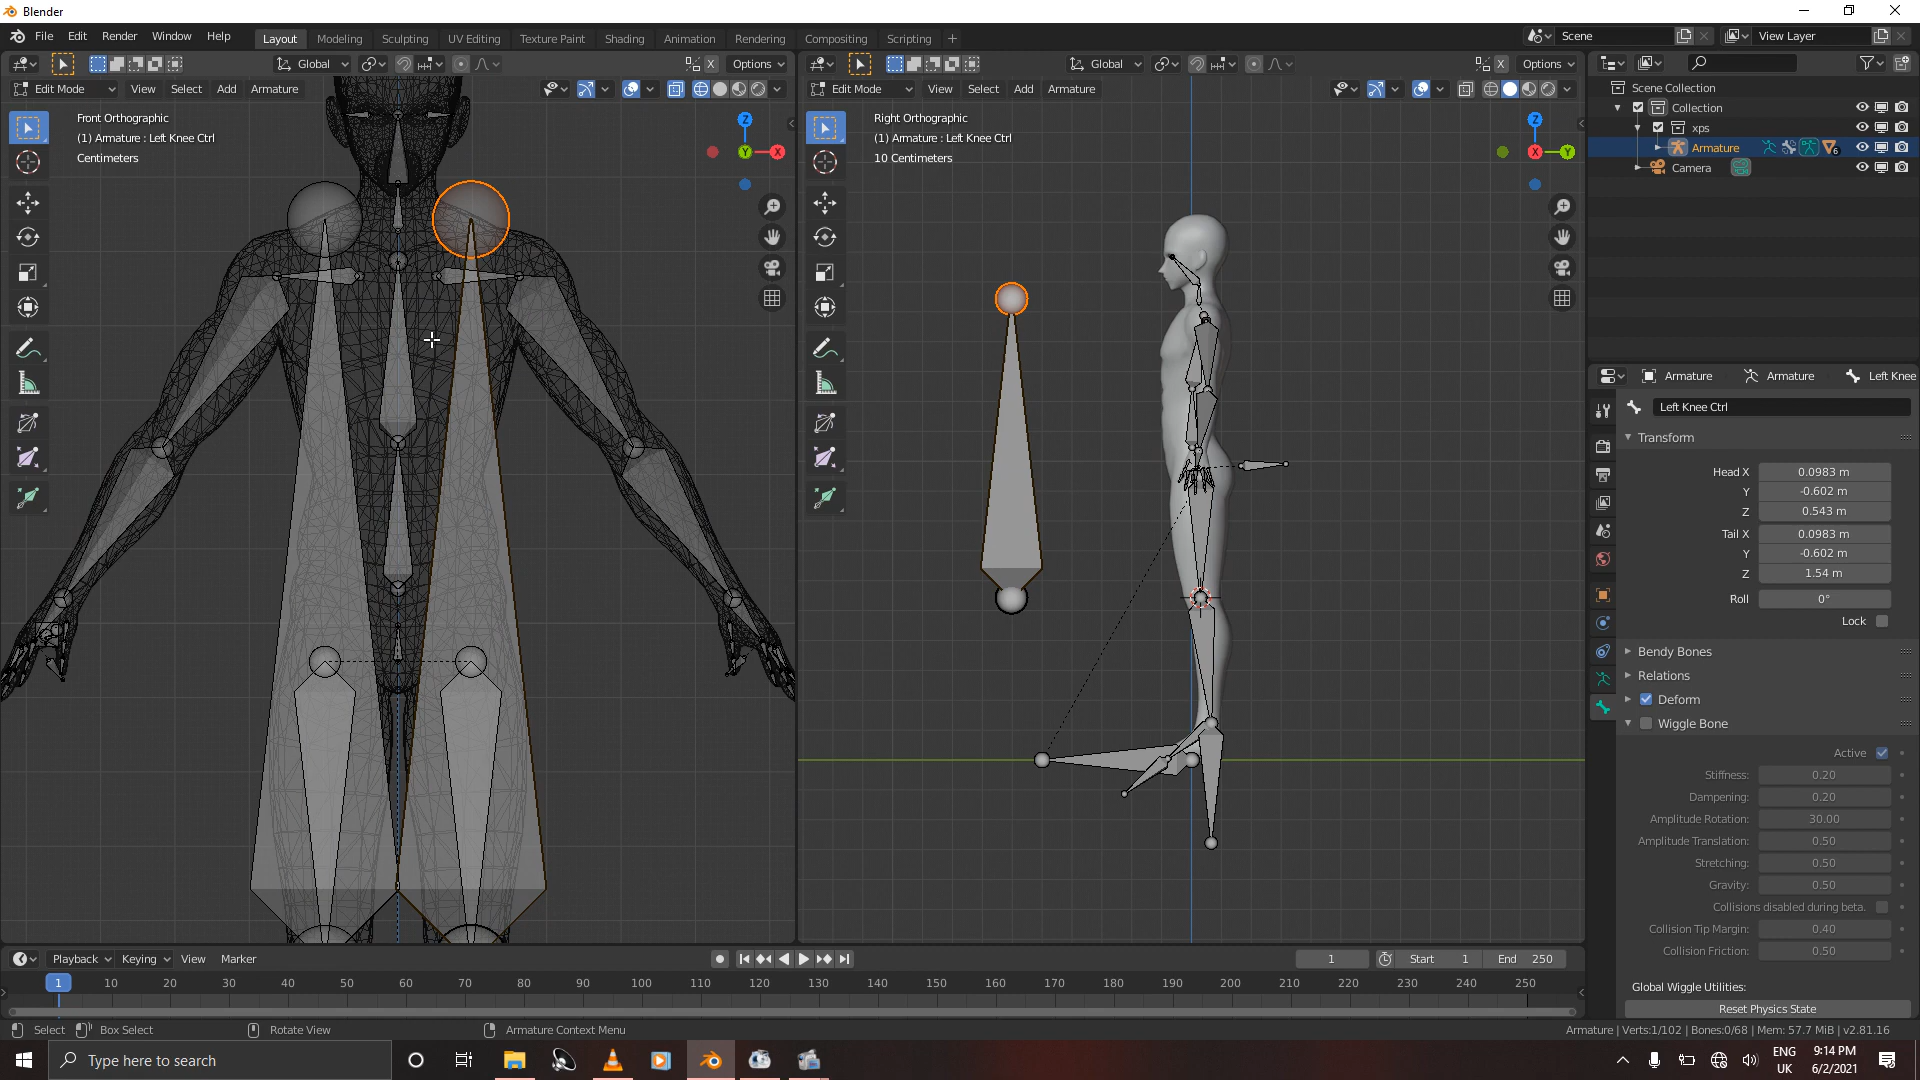 Blender
File Edit Render Window Help
Layout Modeling Sculpting UV Editing Texture Paint Shading Animation Rendering Compositing Scripting +
Scene
View Layer
Global
X
Options
Global
X
Options
Edit Mode View Select Add Armature
Edit Mode View Select Add Armature
Front Orthographic
(1) Armature : Left Knee Ctrl
Centimeters
Z
Y
X
Right Orthographic
(1) Armature : Left Knee Ctrl
10 Centimeters
Z
X
Y
Scene Collection
Collection
xps
Armature
6
Camera
Armature Armature Left Knee
Left Knee Ctrl
Transform
Head X 0.0983 m
Y -0.602 m
Z 0.543 m
Tail X 0.0983 m
Y -0.602 m
Z 1.54 m
Roll 0°
Lock
Bendy Bones
Relations
Deform
Wiggle Bone
Active
Stiffness: 0.20
Dampening: 0.20
Amplitude Rotation: 30.00
Amplitude Translation: 0.50
Stretching: 0.50
Gravity: 0.50
Collisions disabled during beta.
Collision Tip Margin: 0.40
Collision Friction: 0.50
Global Wiggle Utilities:
Reset Physics State
Playback Keying View Marker
1
Start 1
End 250
1 10 20 30 40 50 60 70 80 90 100 110 120 130 140 150 160 170 180 190 200 210 220 230 240 250
Select Box Select Rotate View Armature Context Menu
Armature | Verts:1/102 | Bones:0/68 | Mem: 57.7 MiB | v2.81.16
Type here to search
ENG
UK
9:14 PM
6/2/2021